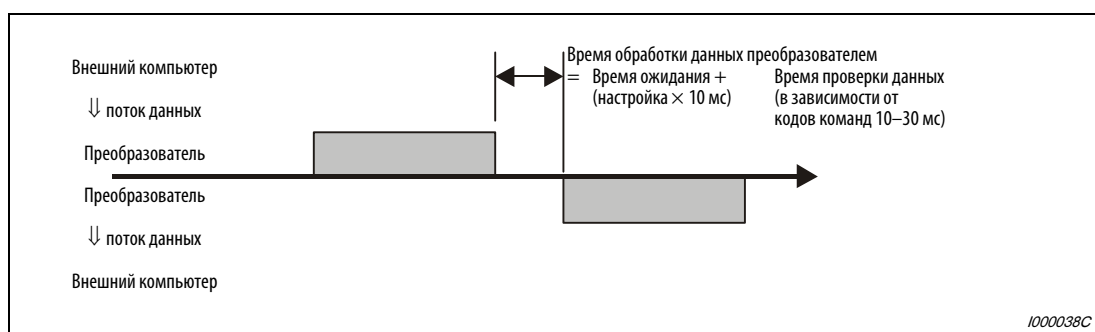 Внешний компьютер
⇓ поток данных
Преобразователь
Преобразователь
⇓ поток данных
Внешний компьютер
Время обработки данных преобразователем
= Время ожидания + Время проверки данных
(настройка × 10 мс) (в зависимости от
кодов команд 10–30 мс)
I000038C